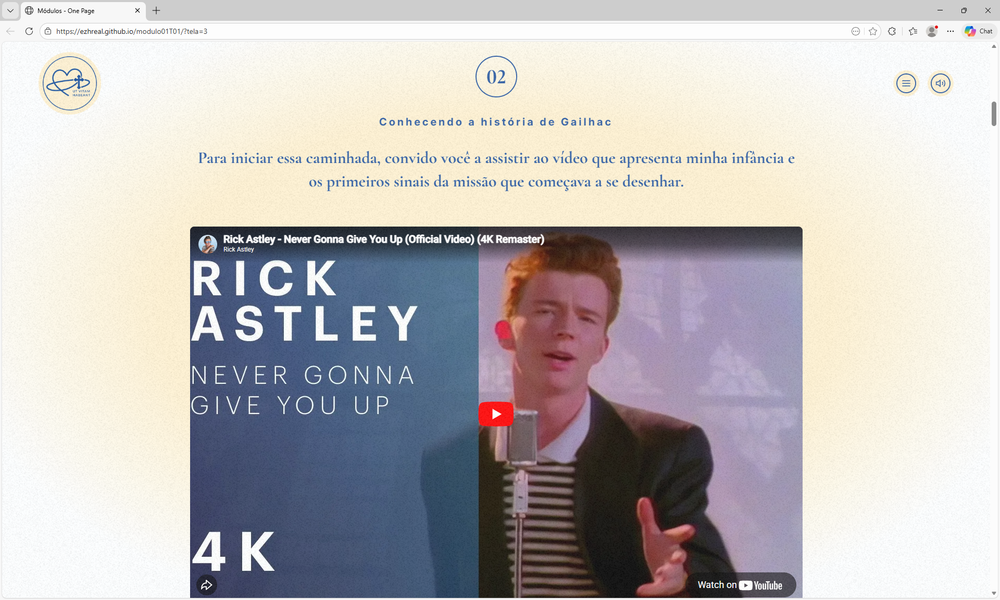 Módulos - One Page
https://ezhreal.github.io/modulo01T01/?tela=3
Chat
UT VITAM
HABEANT
02
Conhecendo a história de Gailhac
Para iniciar essa caminhada, convido você a assistir ao vídeo que apresenta minha infância e
os primeiros sinais da missão que começava a se desenhar.
Rick Astley - Never Gonna Give You Up (Official Video) (4K Remaster)
Rick Astley
RICK
ASTLEY
NEVER GONNA
GIVE YOU UP
4K
Watch on YouTube